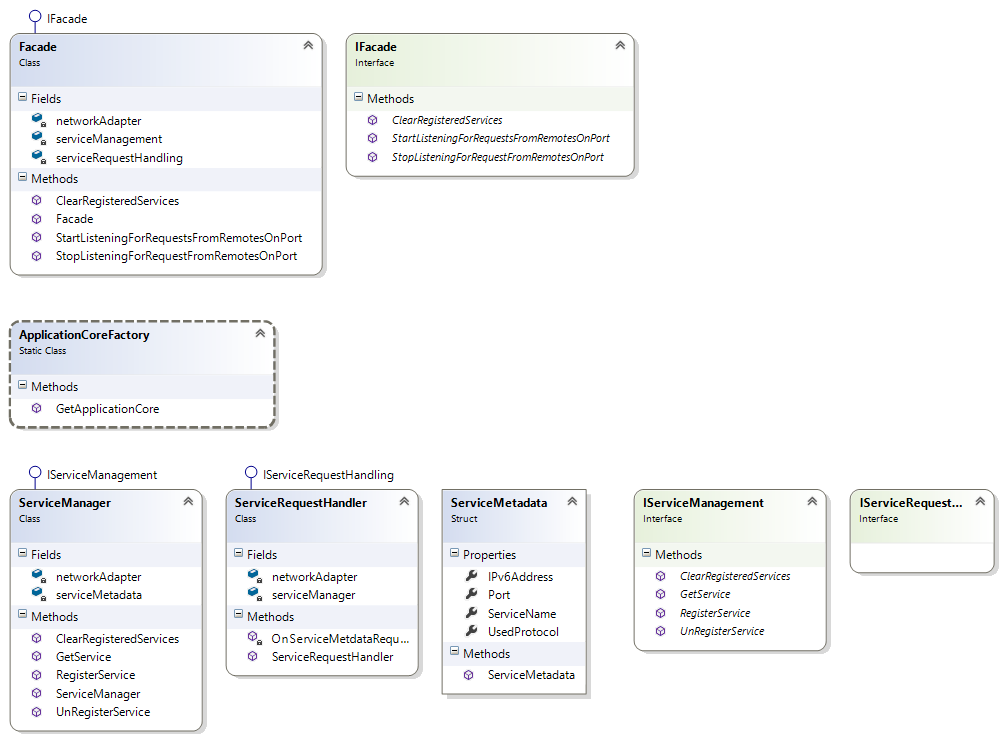 IFacade
Facade
Class
Fields
networkAdapter
serviceManagement
serviceRequestHandling
Methods
ClearRegisteredServices
Facade
StartListeningForRequestsFromRemotesOnPort
StopListeningForRequestFromRemotesOnPort
IFacade
Interface
Methods
ClearRegisteredServices
StartListeningForRequestsFromRemotesOnPort
StopListeningForRequestFromRemotesOnPort
ApplicationCoreFactory
Static Class
Methods
GetApplicationCore
IServiceManagement
ServiceManager
Class
Fields
networkAdapter
serviceMetadata
Methods
ClearRegisteredServices
GetService
RegisterService
ServiceManager
UnRegisterService
IServiceRequestHandling
ServiceRequestHandler
Class
Fields
networkAdapter
serviceManager
Methods
OnServiceMetdataRequ...
ServiceRequestHandler
ServiceMetadata
Struct
Properties
IPv6Address
Port
ServiceName
UsedProtocol
Methods
ServiceMetadata
IServiceManagement
Interface
Methods
ClearRegisteredServices
GetService
RegisterService
UnRegisterService
IServiceRequest...
Interface